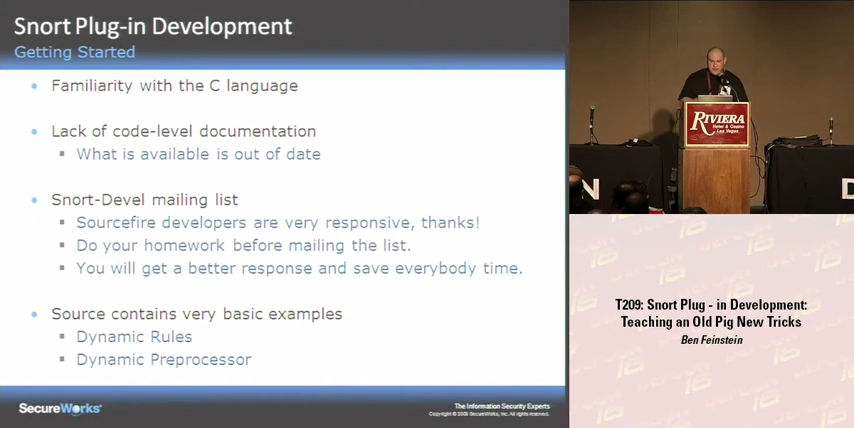 Snort Plug-in Development
Getting Started
Familiarity with the C language
Lack of code-level documentation
What is available is out of date
Snort-Devel mailing list
Sourcefire developers are very responsive, thanks!
Do your homework before mailing the list.
You will get a better response and save everybody time.
Source contains very basic examples
Dynamic Rules
Dynamic Preprocessor
SecureWorks
The Information Security Experts
Copyright © 2008 SecureWorks, Inc. All rights reserved.
RIVIERA
Hotel & Casino
Las Vegas
N
D
T209: Snort Plug - in Development:
Teaching an Old Pig New Tricks
Ben Feinstein